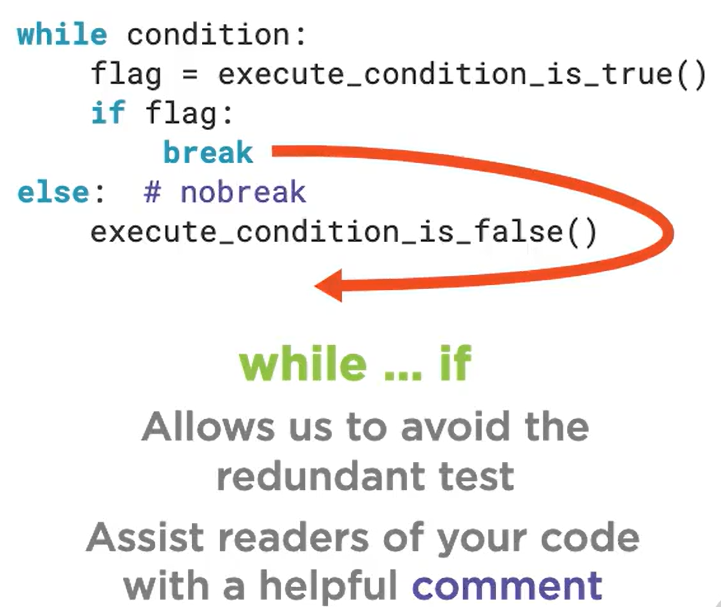 while condition:
    flag = execute_condition_is_true()
    if flag:
        break
else:  # nobreak
    execute_condition_is_false()
while ... if
Allows us to avoid the
redundant test
Assist readers of your code
with a helpful comment